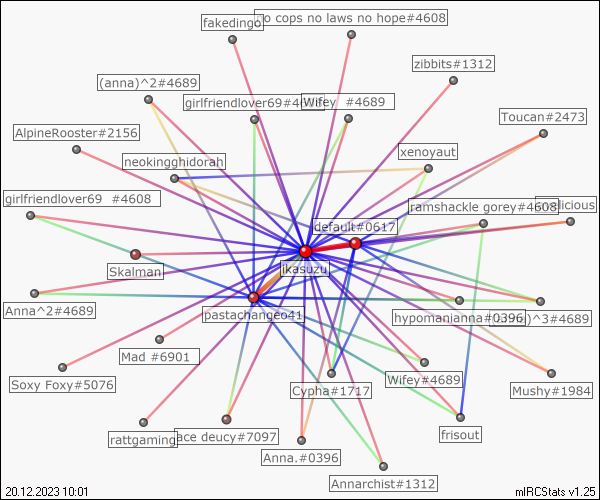 fakedingo
no cops no laws no hope#4608
zibbits#1312
(anna)^2#4689
girlfriendlover69#4608
Wifey #4689
Toucan#2473
AlpineRooster#2156
neokingghidorah
xenoyaut
girlfriendlover69 #4608
ramshackle gorey#4608
default#0617
Skalman
jkasuzu
Anna^2#4689
pastachangeo41
hypomanianna#0396
)^3#4689
Mad #6901
Soxy Foxy#5076
Cypha#1717
Wifey#4689
Mushy#1984
rattgaming
ace deucy#7097
frisout
Anna.#0396
Annarchist#1312
20.12.2023 10:01
mIRCStats v1.25